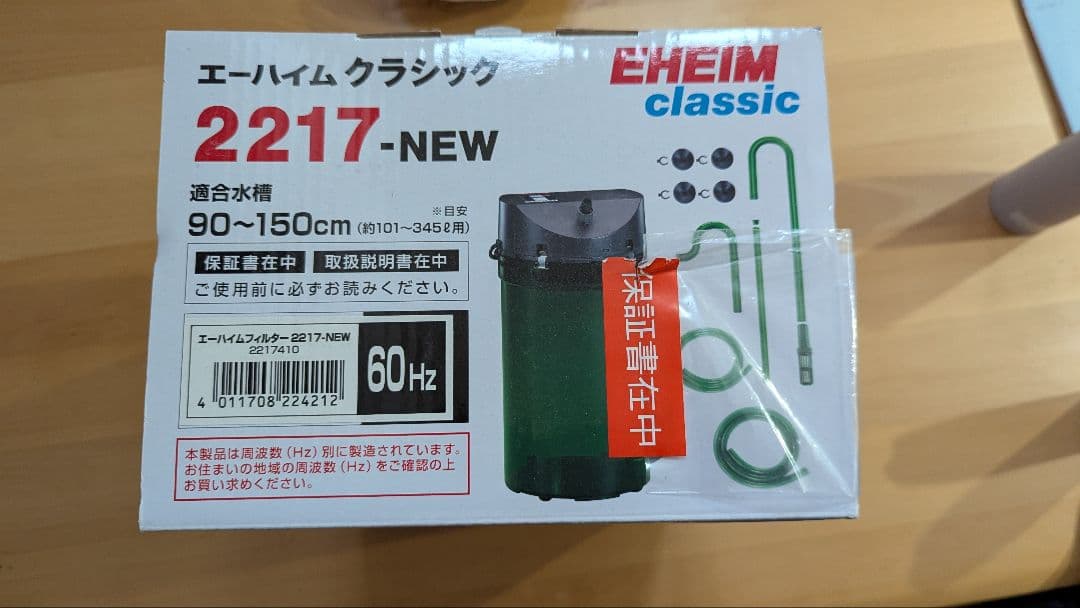 エーハイム クラシック
EHEIM
classic
2217-NEW
適合水槽
※目安
90～150cm (約101～345ℓ用)
保証書在中 取扱説明書在中
ご使用前に必ずお読みください。
エーハイムフィルター2217-NEW
2217410
4 011708 224212
60Hz
保証書在中
本製品は周波数(Hz)別に製造されています。
お住まいの地域の周波数(Hz)をご確認の上
お買い求めください。